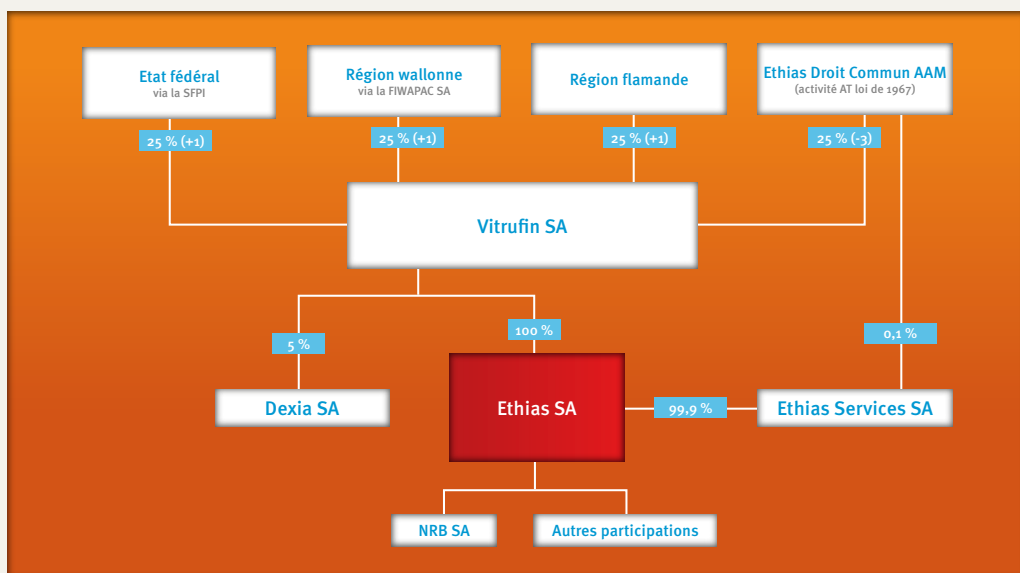 Etat fédéral
via la SFPI
Région wallonne
via la FIWAPAC SA
Région flamande
Ethias Droit Commun AAM
(activité AT loi de 1967)
25 % (+1)
25 % (+1)
25 % (+1)
25 % (-3)
Vitrufin SA
5 %
100 %
0,1 %
Dexia SA
Ethias SA
99,9 %
Ethias Services SA
NRB SA
Autres participations